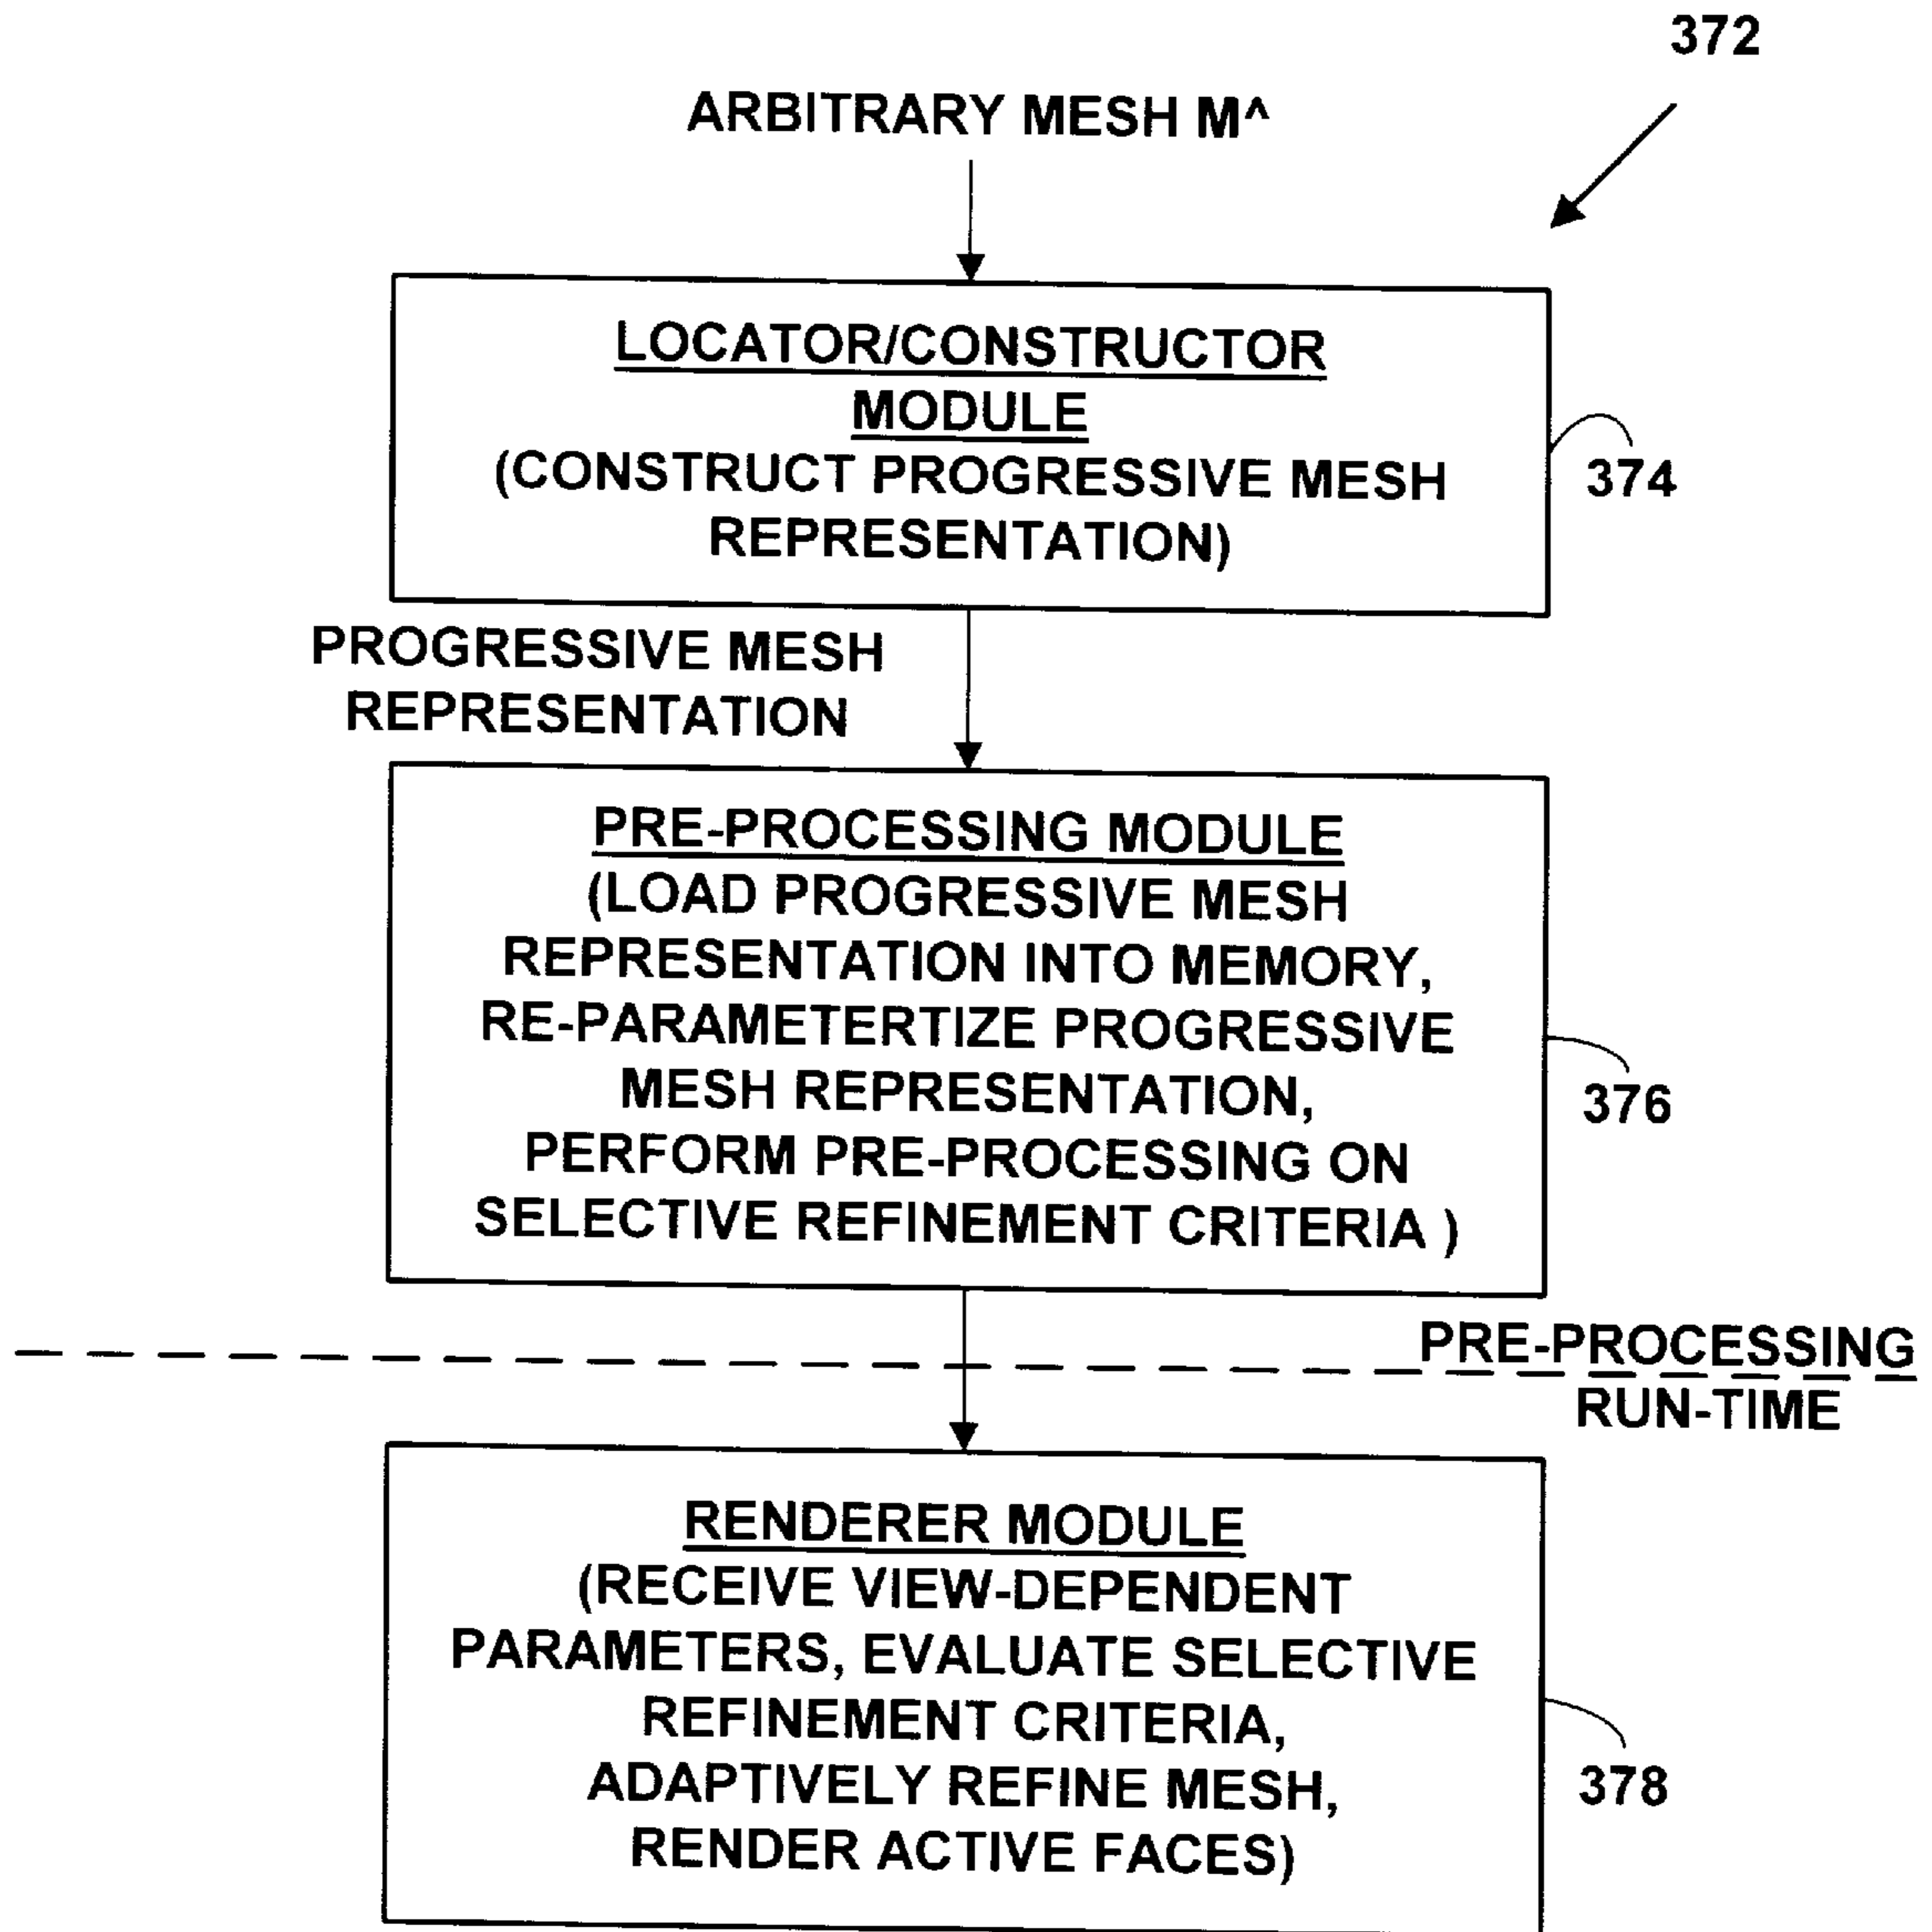 372
ARBITRARY MESH M^
LOCATOR/CONSTRUCTOR
MODULE
(CONSTRUCT PROGRESSIVE MESH
REPRESENTATION)
374
PROGRESSIVE MESH
REPRESENTATION
PRE-PROCESSING MODULE
(LOAD PROGRESSIVE MESH
REPRESENTATION INTO MEMORY,
RE-PARAMETERTIZE PROGRESSIVE
MESH REPRESENTATION,
PERFORM PRE-PROCESSING ON
SELECTIVE REFINEMENT CRITERIA )
376
PRE-PROCESSING
RUN-TIME
RENDERER MODULE
(RECEIVE VIEW-DEPENDENT
PARAMETERS, EVALUATE SELECTIVE
REFINEMENT CRITERIA,
ADAPTIVELY REFINE MESH,
RENDER ACTIVE FACES)
378